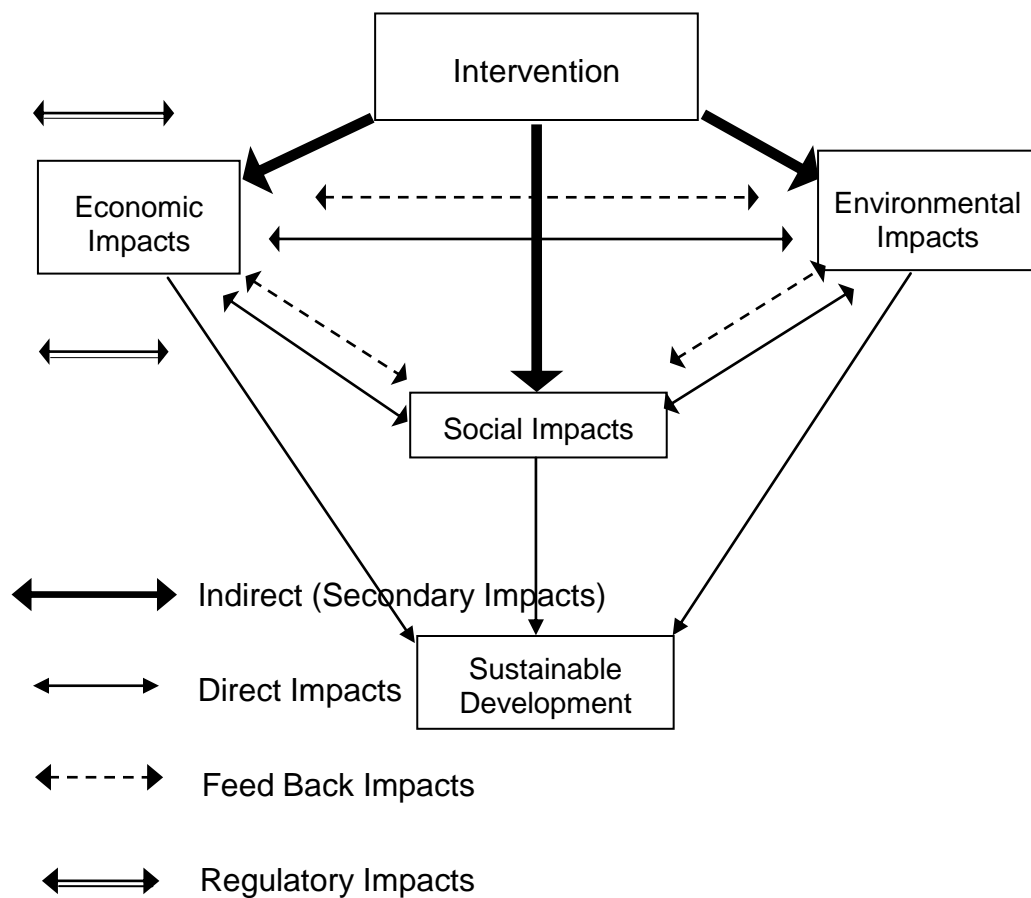 Intervention
Economic
Impacts
Environmental
Impacts
Social Impacts
Indirect (Secondary Impacts)
Sustainable
Development
Direct Impacts
Feed Back Impacts
Regulatory Impacts